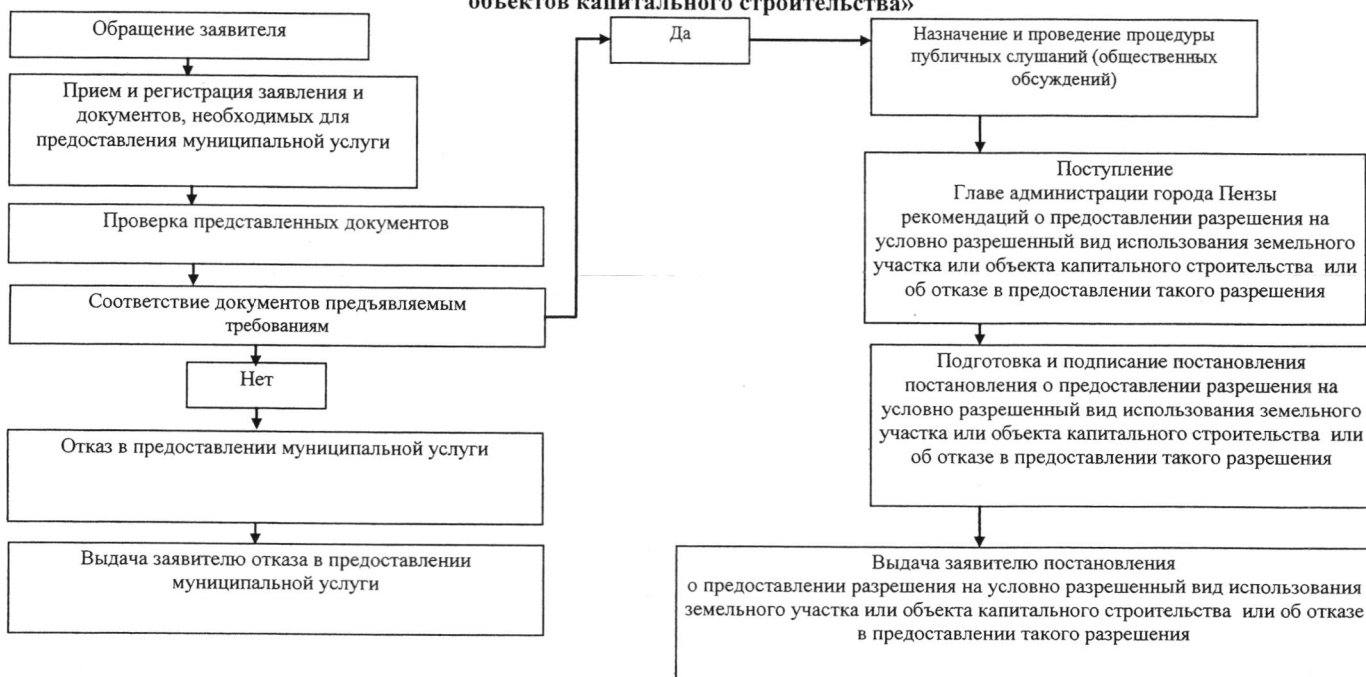 объектов капитального строительства»
Обращение заявителя
Прием и регистрация заявления и
документов, необходимых для
предоставления муниципальной услуги
Проверка представленных документов
Соответствие документов предъявляемым
требованиям
Нет
Отказ в предоставлении муниципальной услуги
Выдача заявителю отказа в предоставлении
муниципальной услуги
Да
Назначение и проведение процедуры
публичных слушаний (общественных
обсуждений)
Поступление
Главе администрации города Пензы
рекомендаций о предоставлении разрешения на
условно разрешенный вид использования земельного
участка или объекта капитального строительства или
об отказе в предоставлении такого разрешения
Подготовка и подписание постановления
постановления о предоставлении разрешения на
условно разрешенный вид использования земельного
участка или объекта капитального строительства или
об отказе в предоставлении такого разрешения
Выдача заявителю постановления
о предоставлении разрешения на условно разрешенный вид использования
земельного участка или объекта капитального строительства или об отказе
в предоставлении такого разрешения